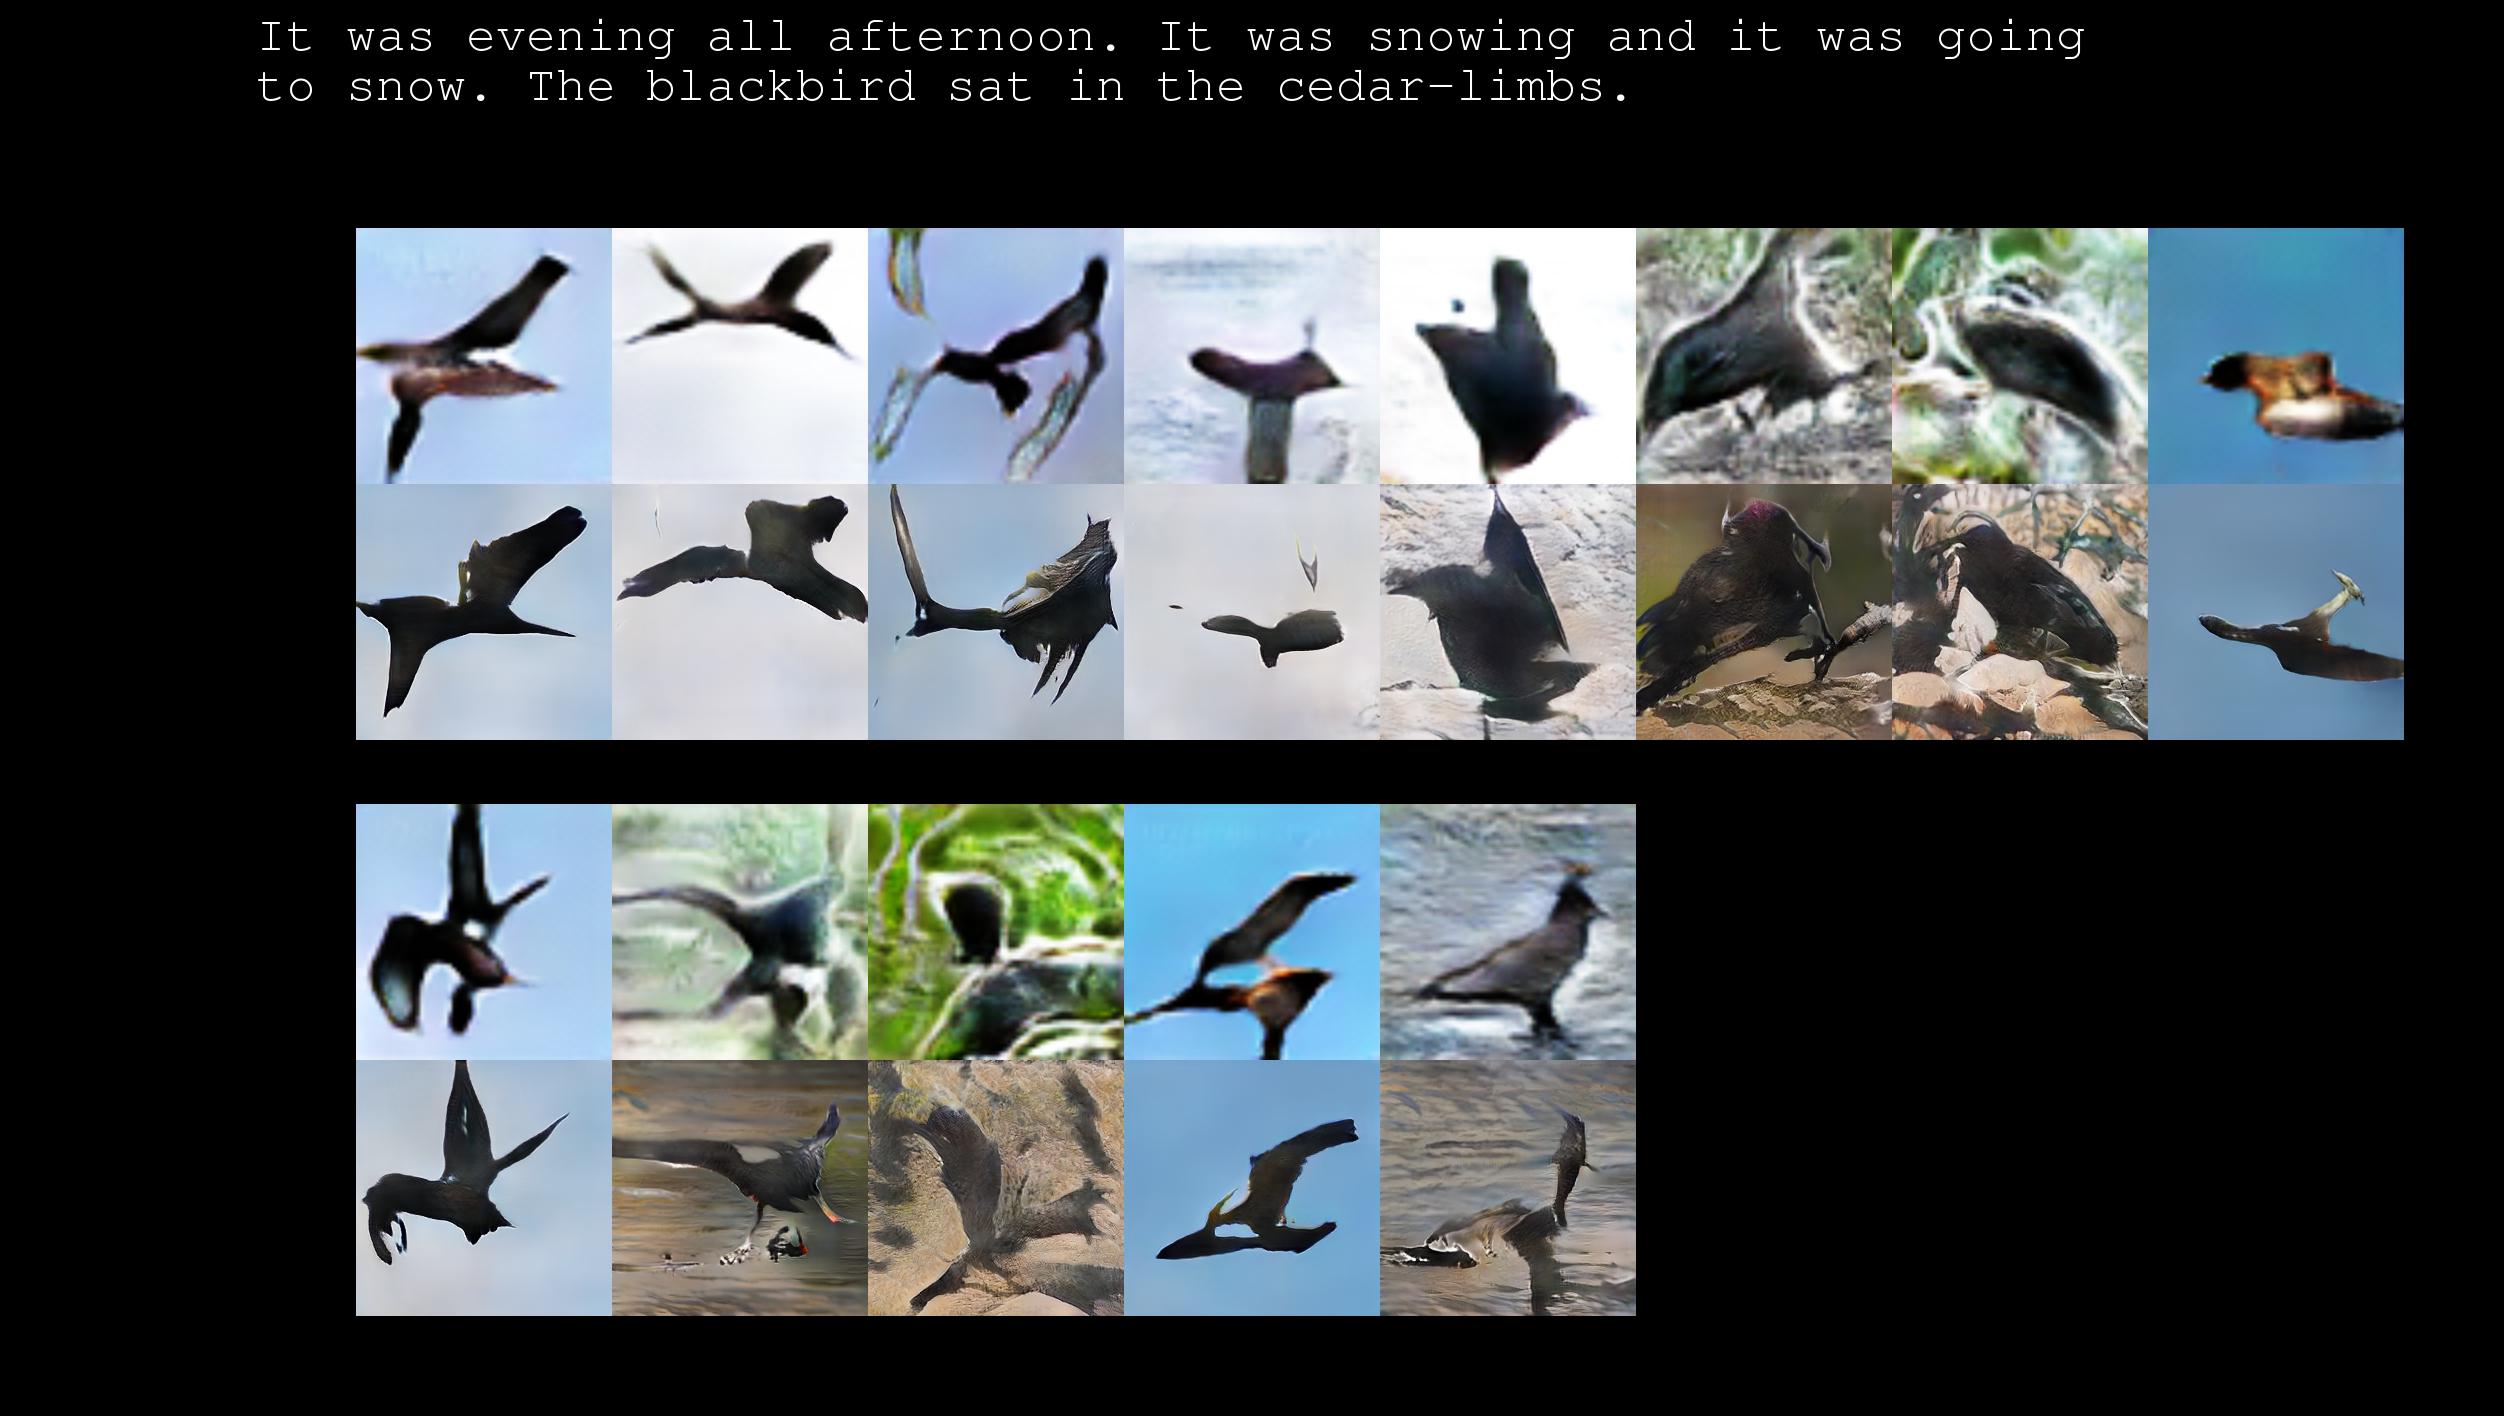 It was evening all afternoon. It was snowing and it was going
to snow. The blackbird sat in the cedar-limbs.